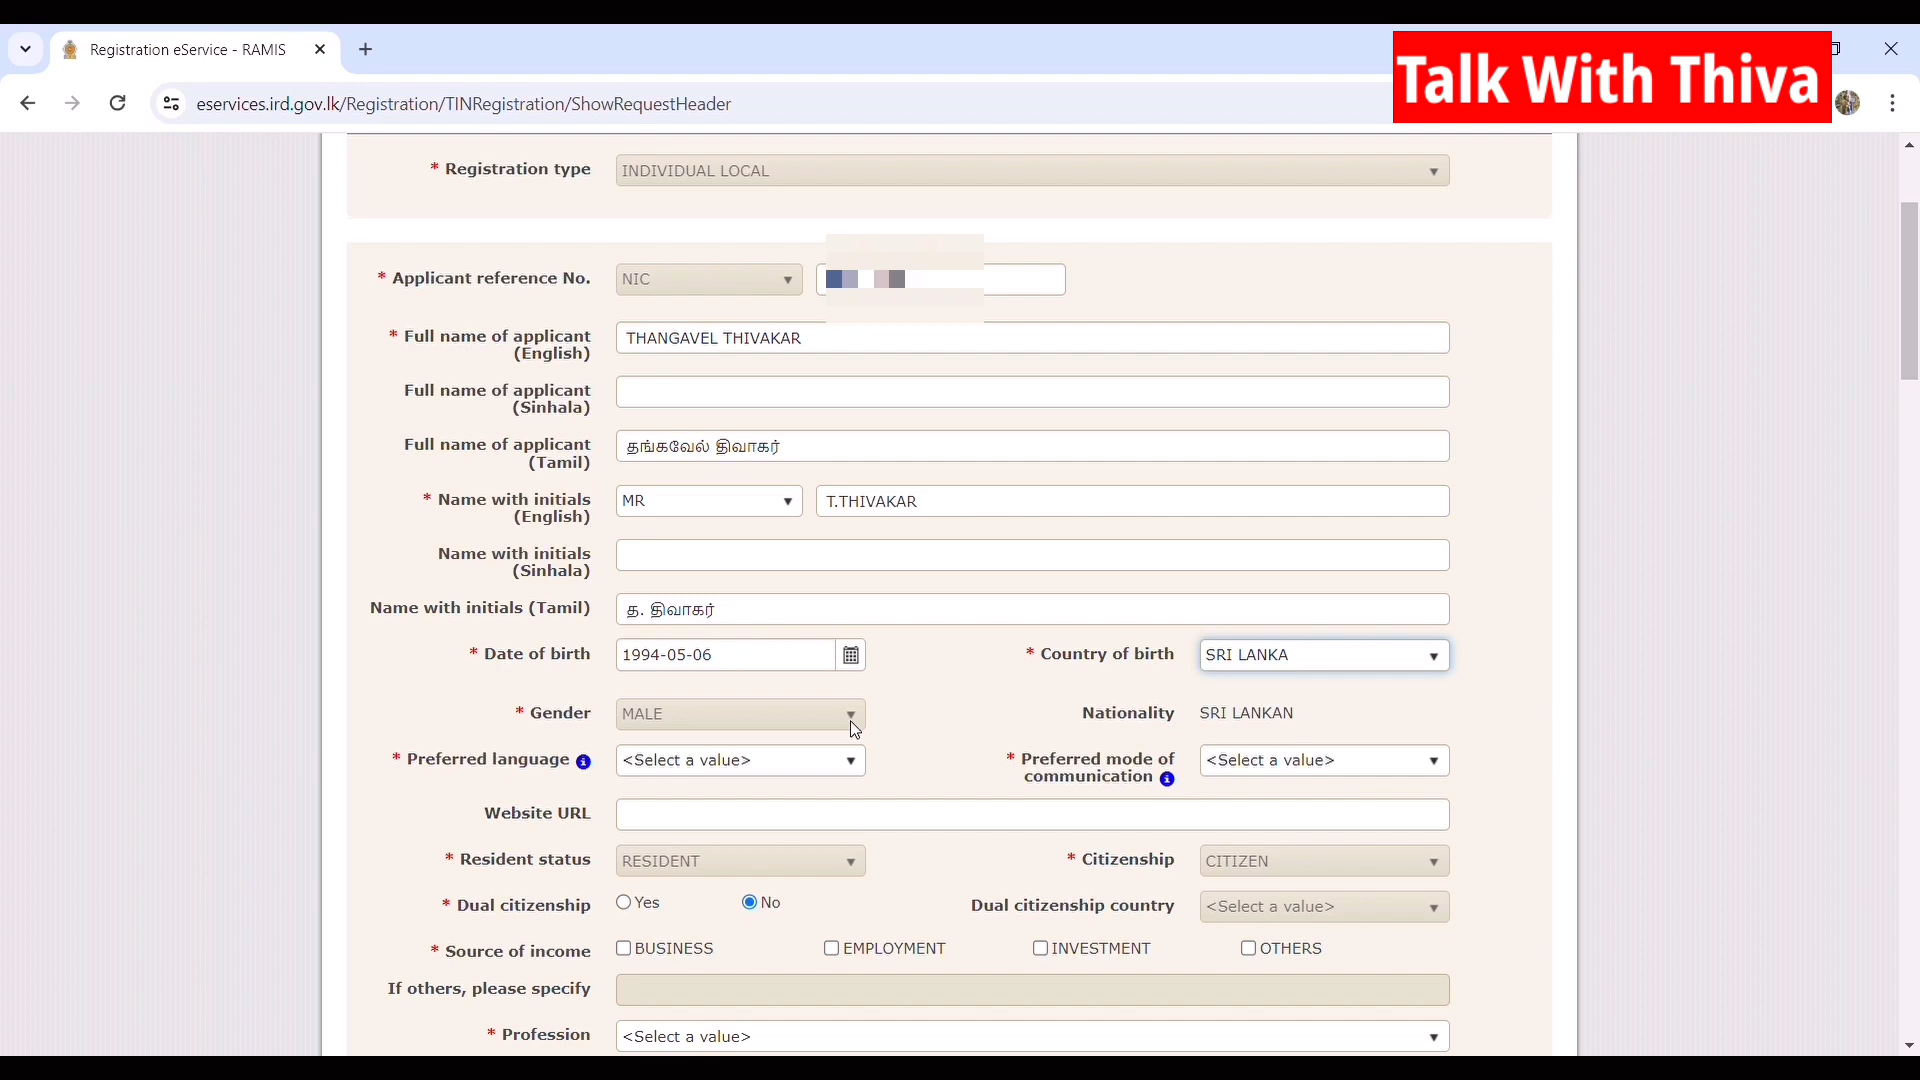 Registration eService - RAMIS
Talk With Thiva
eservices.ird.gov.lk/Registration/TINRegistration/ShowRequestHeader
* Registration type INDIVIDUAL LOCAL
* Applicant reference No. NIC
* Full name of applicant (English) THANGAVEL THIVAKAR
Full name of applicant (Sinhala)
Full name of applicant (Tamil) தங்கவேல் திவாகர்
* Name with initials (English) MR T.THIVAKAR
Name with initials (Sinhala)
Name with initials (Tamil) த. திவாகர்
* Date of birth 1994-05-06 * Country of birth SRI LANKA
* Gender MALE Nationality SRI LANKAN
* Preferred language <Select a value> * Preferred mode of communication <Select a value>
Website URL
* Resident status RESIDENT * Citizenship CITIZEN
* Dual citizenship Yes No Dual citizenship country <Select a value>
* Source of income BUSINESS EMPLOYMENT INVESTMENT OTHERS
If others, please specify
* Profession <Select a value>